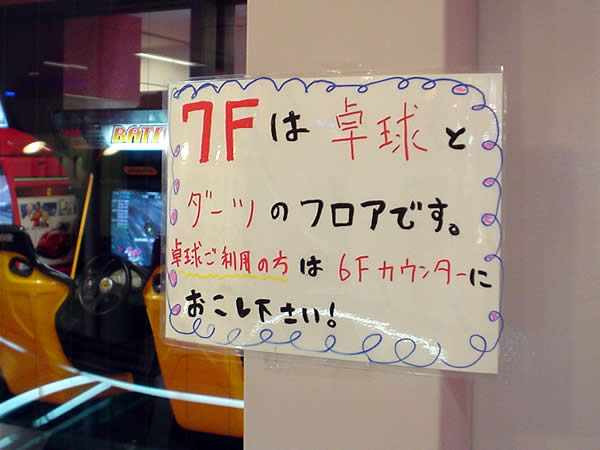 7Fは卓球と
ダーツのフロアです。
卓球ご利用の方は6Fカウンターに
おこし下さい!
BATT